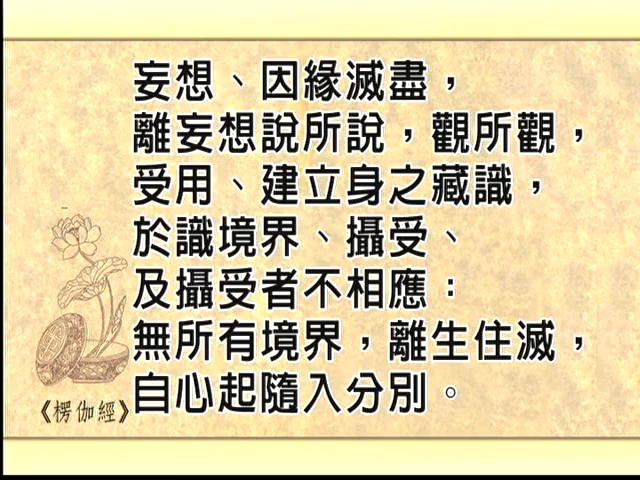 妄想、因緣滅盡，
離妄想說所說，觀所觀，
受用、建立身之藏識，
於識境界、攝受、
及攝受者不相應：
無所有境界，離生住滅，
自心起隨入分別。
《楞伽經》